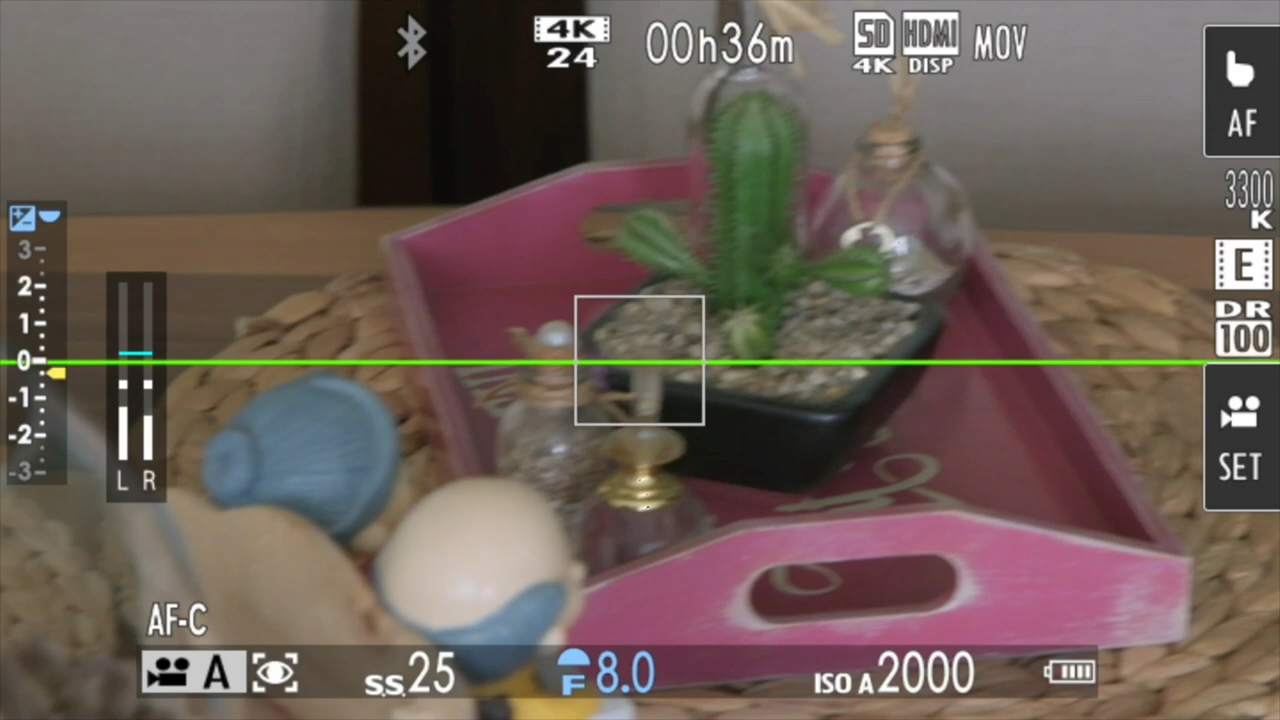 4K
24
00h36m
SD
4K
HDMI
DISP
MOV
AF
3300
K
E
DR
100
SET
3
2
1
0
-1
-2
-3
L R
AF-C
A
S.S. 25
F 8.0
ISO A 2000